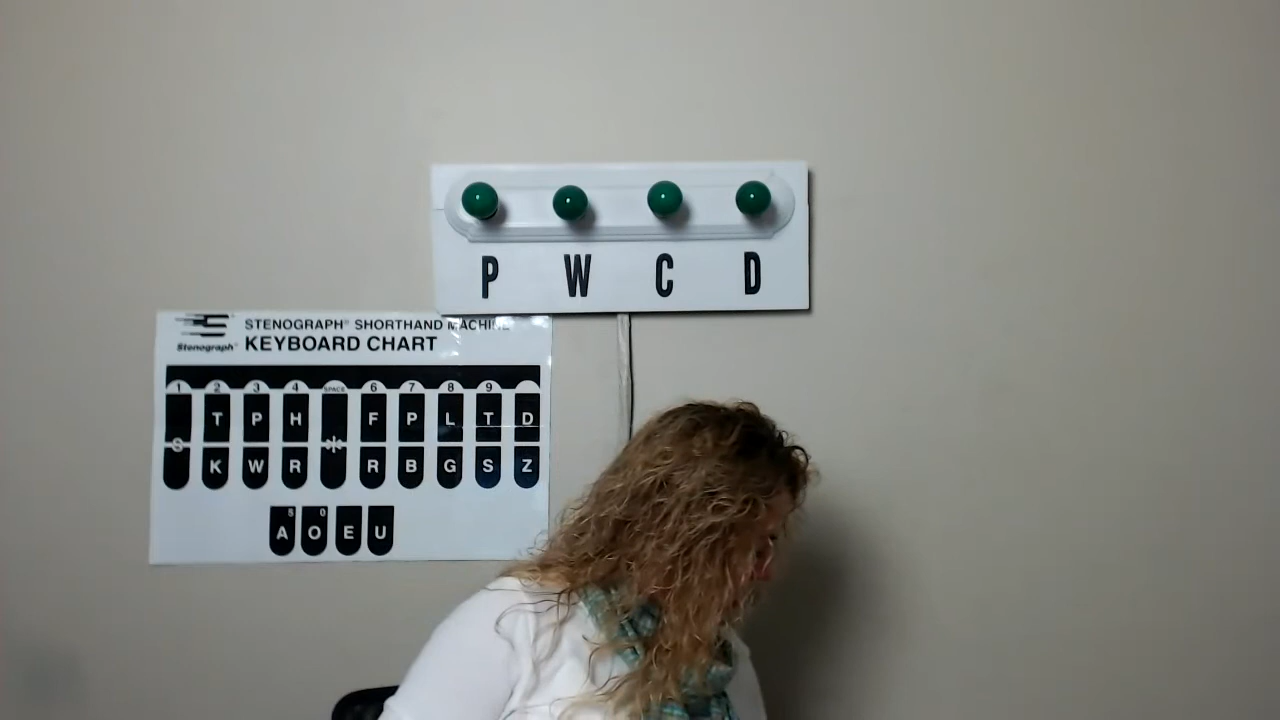 P W C D
STENOGRAPH® SHORTHAND MACHINE
Stenograph®
KEYBOARD CHART
1 2 3 4 SPACE 6 7 8 9
S T P H * F P L T D
K W R R B G S Z
5 0
A O E U